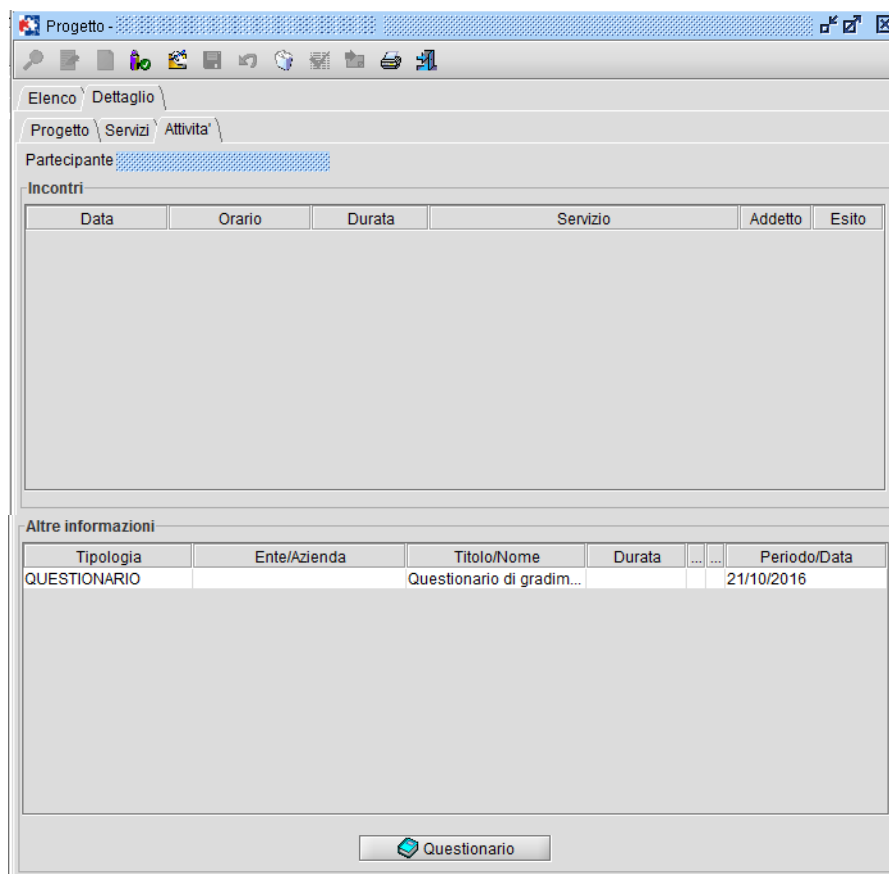 Progetto -
Elenco Dettaglio
Progetto Servizi Attivita'
Partecipante
Incontri
Data Orario Durata Servizio Addetto Esito
Altre informazioni
Tipologia Ente/Azienda Titolo/Nome Durata ... ... Periodo/Data
QUESTIONARIO Questionario di gradim... 21/10/2016
Questionario